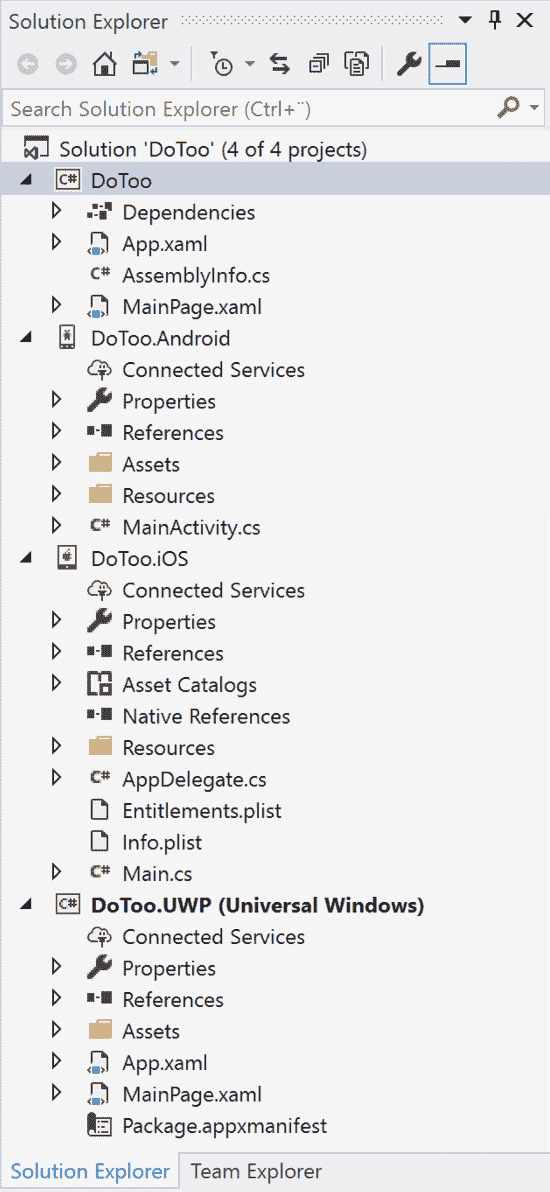 Solution Explorer
Search Solution Explorer (Ctrl+¨)
Solution 'DoToo' (4 of 4 projects)
C# DoToo
Dependencies
App.xaml
C# AssemblyInfo.cs
MainPage.xaml
DoToo.Android
Connected Services
Properties
References
Assets
Resources
C# MainActivity.cs
DoToo.iOS
Connected Services
Properties
References
Asset Catalogs
Native References
Resources
C# AppDelegate.cs
Entitlements.plist
Info.plist
C# Main.cs
C# DoToo.UWP (Universal Windows)
Connected Services
Properties
References
Assets
App.xaml
MainPage.xaml
Package.appxmanifest
Solution Explorer Team Explorer